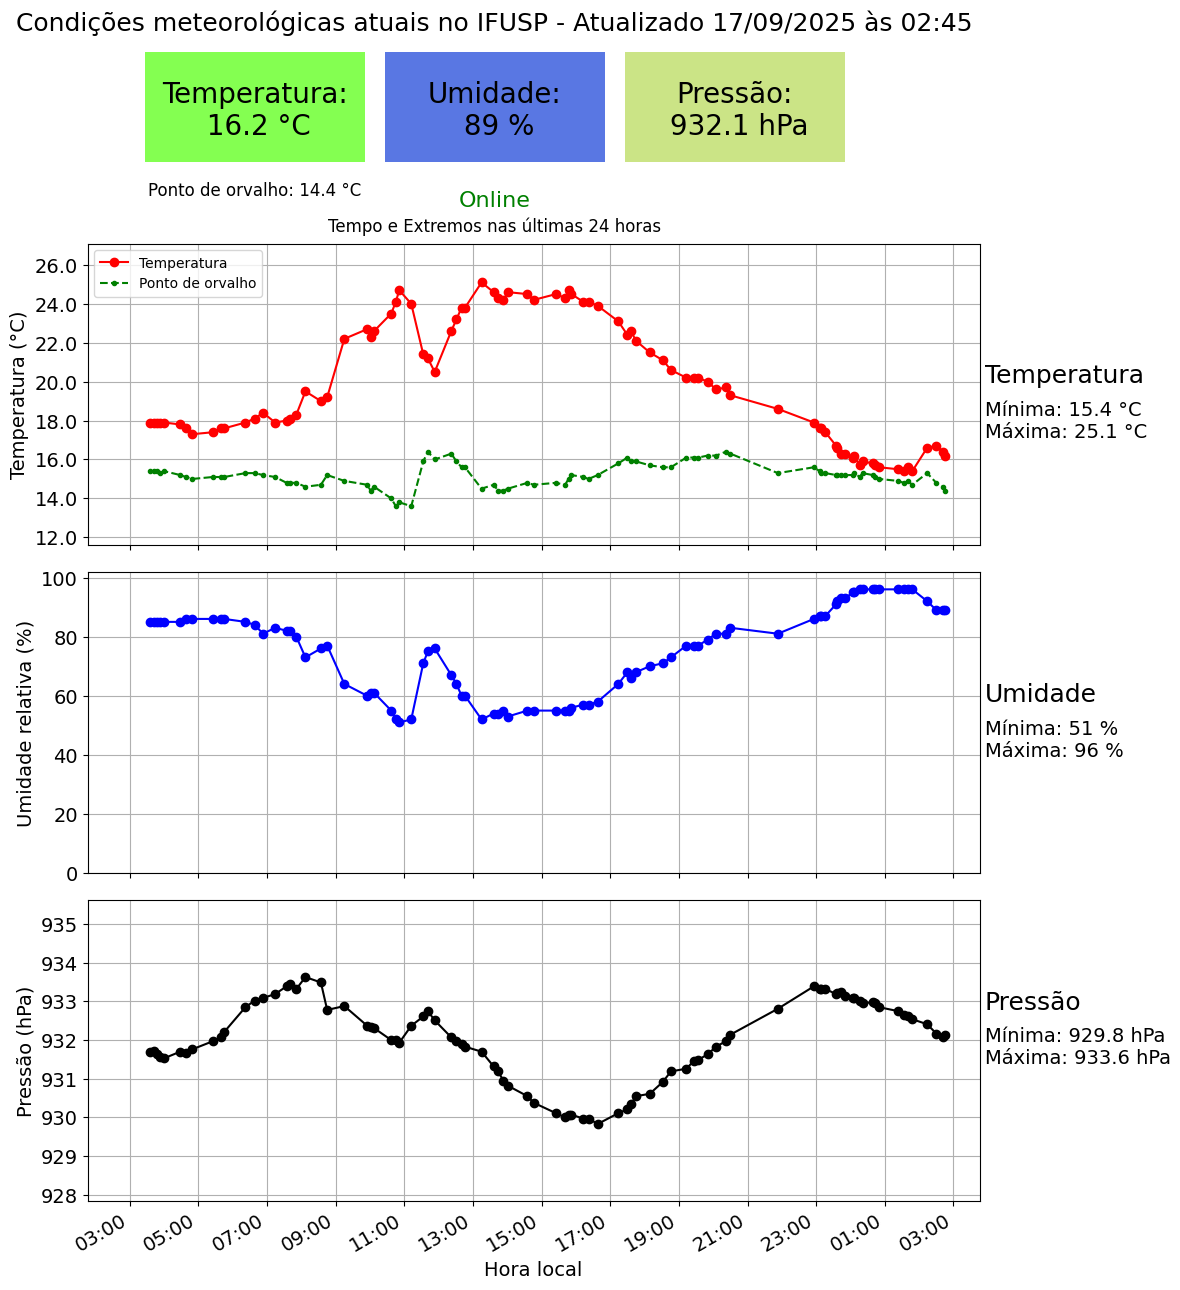 Condições meteorológicas atuais no IFUSP - Atualizado 17/09/2025 às 02:45
Temperatura:
16.2 °C
Umidade:
89 %
Pressão:
932.1 hPa
Ponto de orvalho: 14.4 °C
Online
Tempo e Extremos nas últimas 24 horas
Temperatura (°C)
26.0
24.0
22.0
20.0
18.0
16.0
14.0
12.0
Temperatura
Ponto de orvalho
Temperatura
Mínima: 15.4 °C
Máxima: 25.1 °C
Umidade relativa (%)
100
80
60
40
20
0
Umidade
Mínima: 51 %
Máxima: 96 %
Pressão (hPa)
935
934
933
932
931
930
929
928
Pressão
Mínima: 929.8 hPa
Máxima: 933.6 hPa
03:00
05:00
07:00
09:00
11:00
13:00
15:00
17:00
19:00
21:00
23:00
01:00
03:00
Hora local